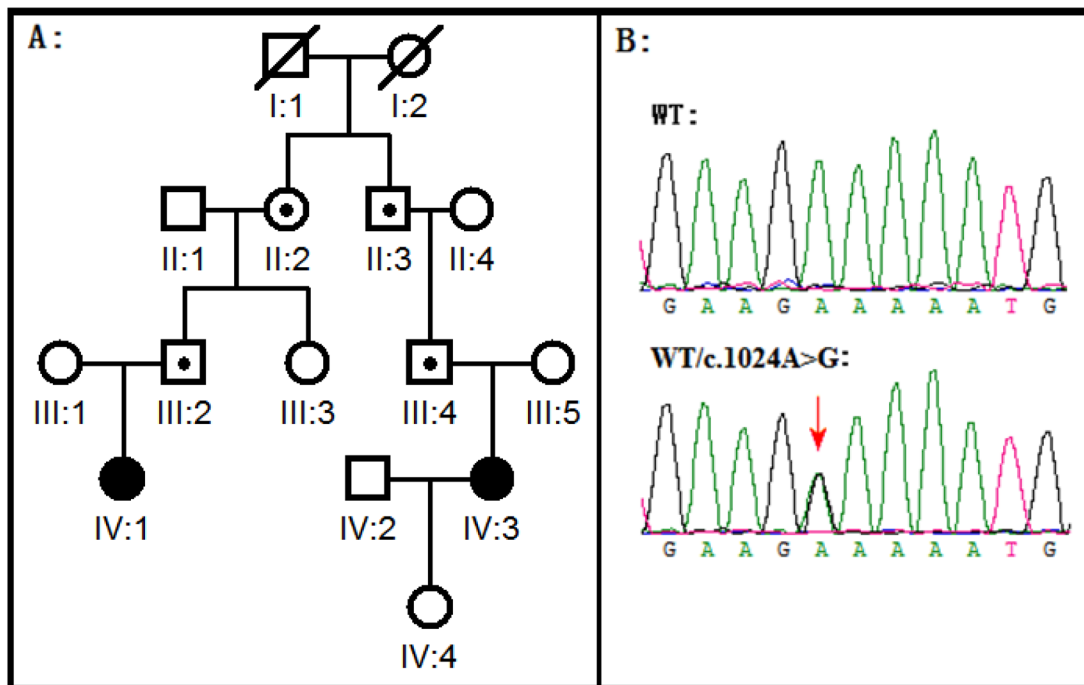 A:
I:1 I:2
II:1 II:2 II:3 II:4
III:1 III:2 III:3 III:4 III:5
IV:1 IV:2 IV:3
IV:4
B:
WT:
G A A G A A A A A T G
WT/c.1024A>G:
G A A G A A A A A T G